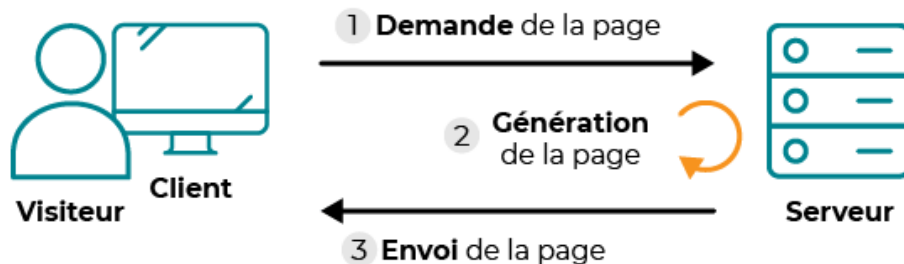 1 Demande de la page
2 Génération
de la page
Client
Visiteur
Serveur
3 Envoi de la page